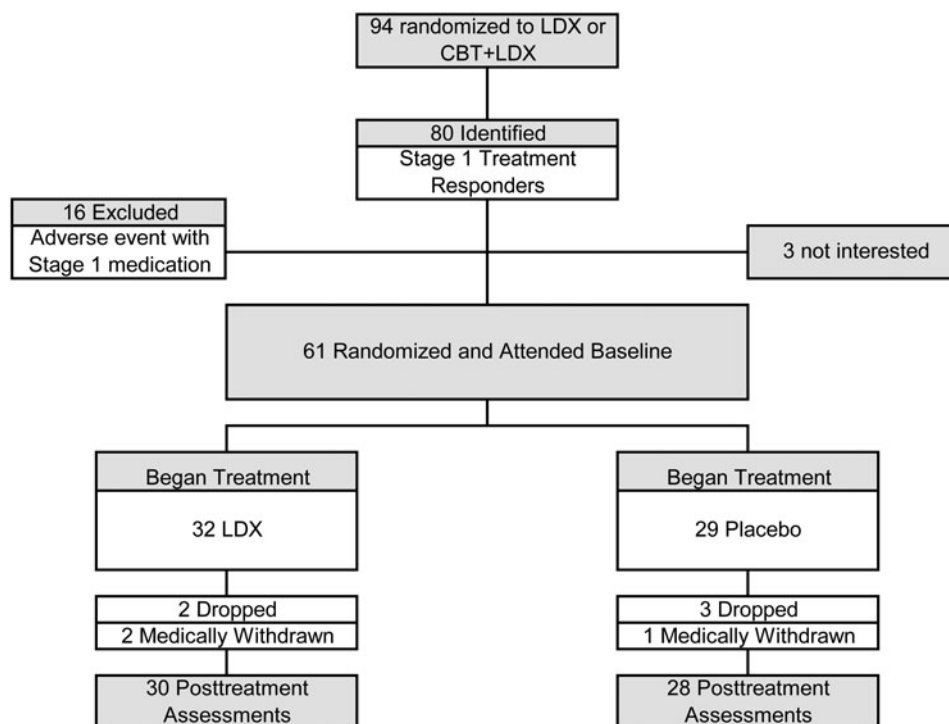 94 randomized to LDX or
CBT+LDX
80 Identified
Stage 1 Treatment
Responders
16 Excluded
Adverse event with
Stage 1 medication
3 not interested
61 Randomized and Attended Baseline
Began Treatment
32 LDX
2 Dropped
2 Medically Withdrawn
30 Posttreatment
Assessments
Began Treatment
29 Placebo
3 Dropped
1 Medically Withdrawn
28 Posttreatment
Assessments